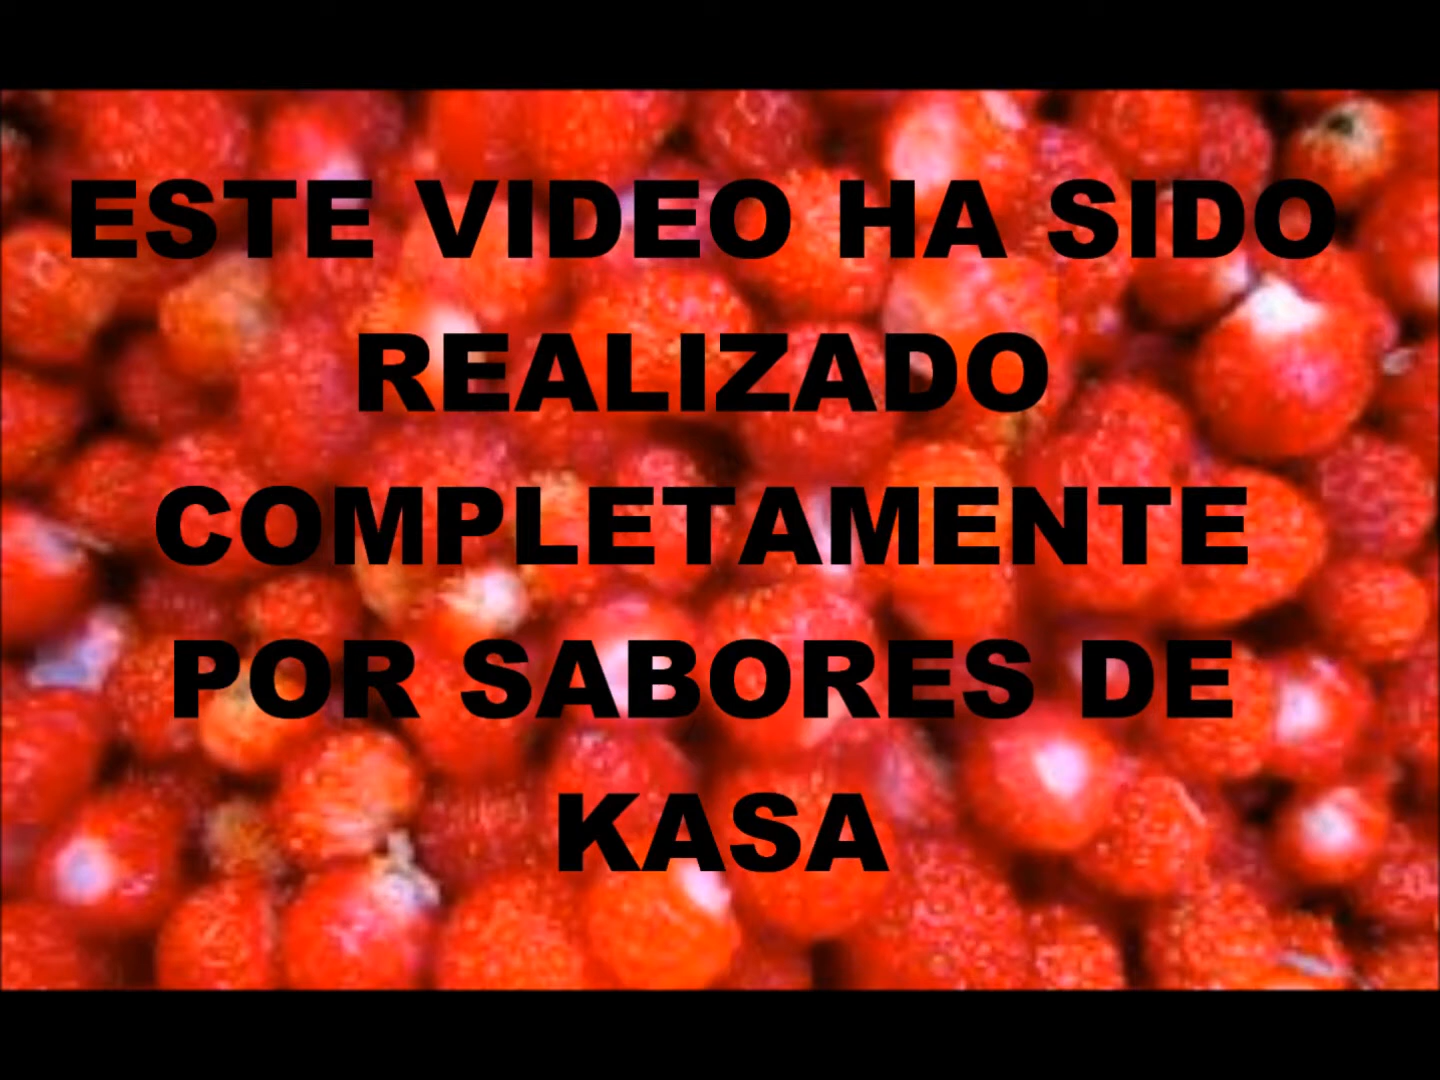 ESTE VIDEO HA SIDO
REALIZADO
COMPLETAMENTE
POR SABORES DE
KASA